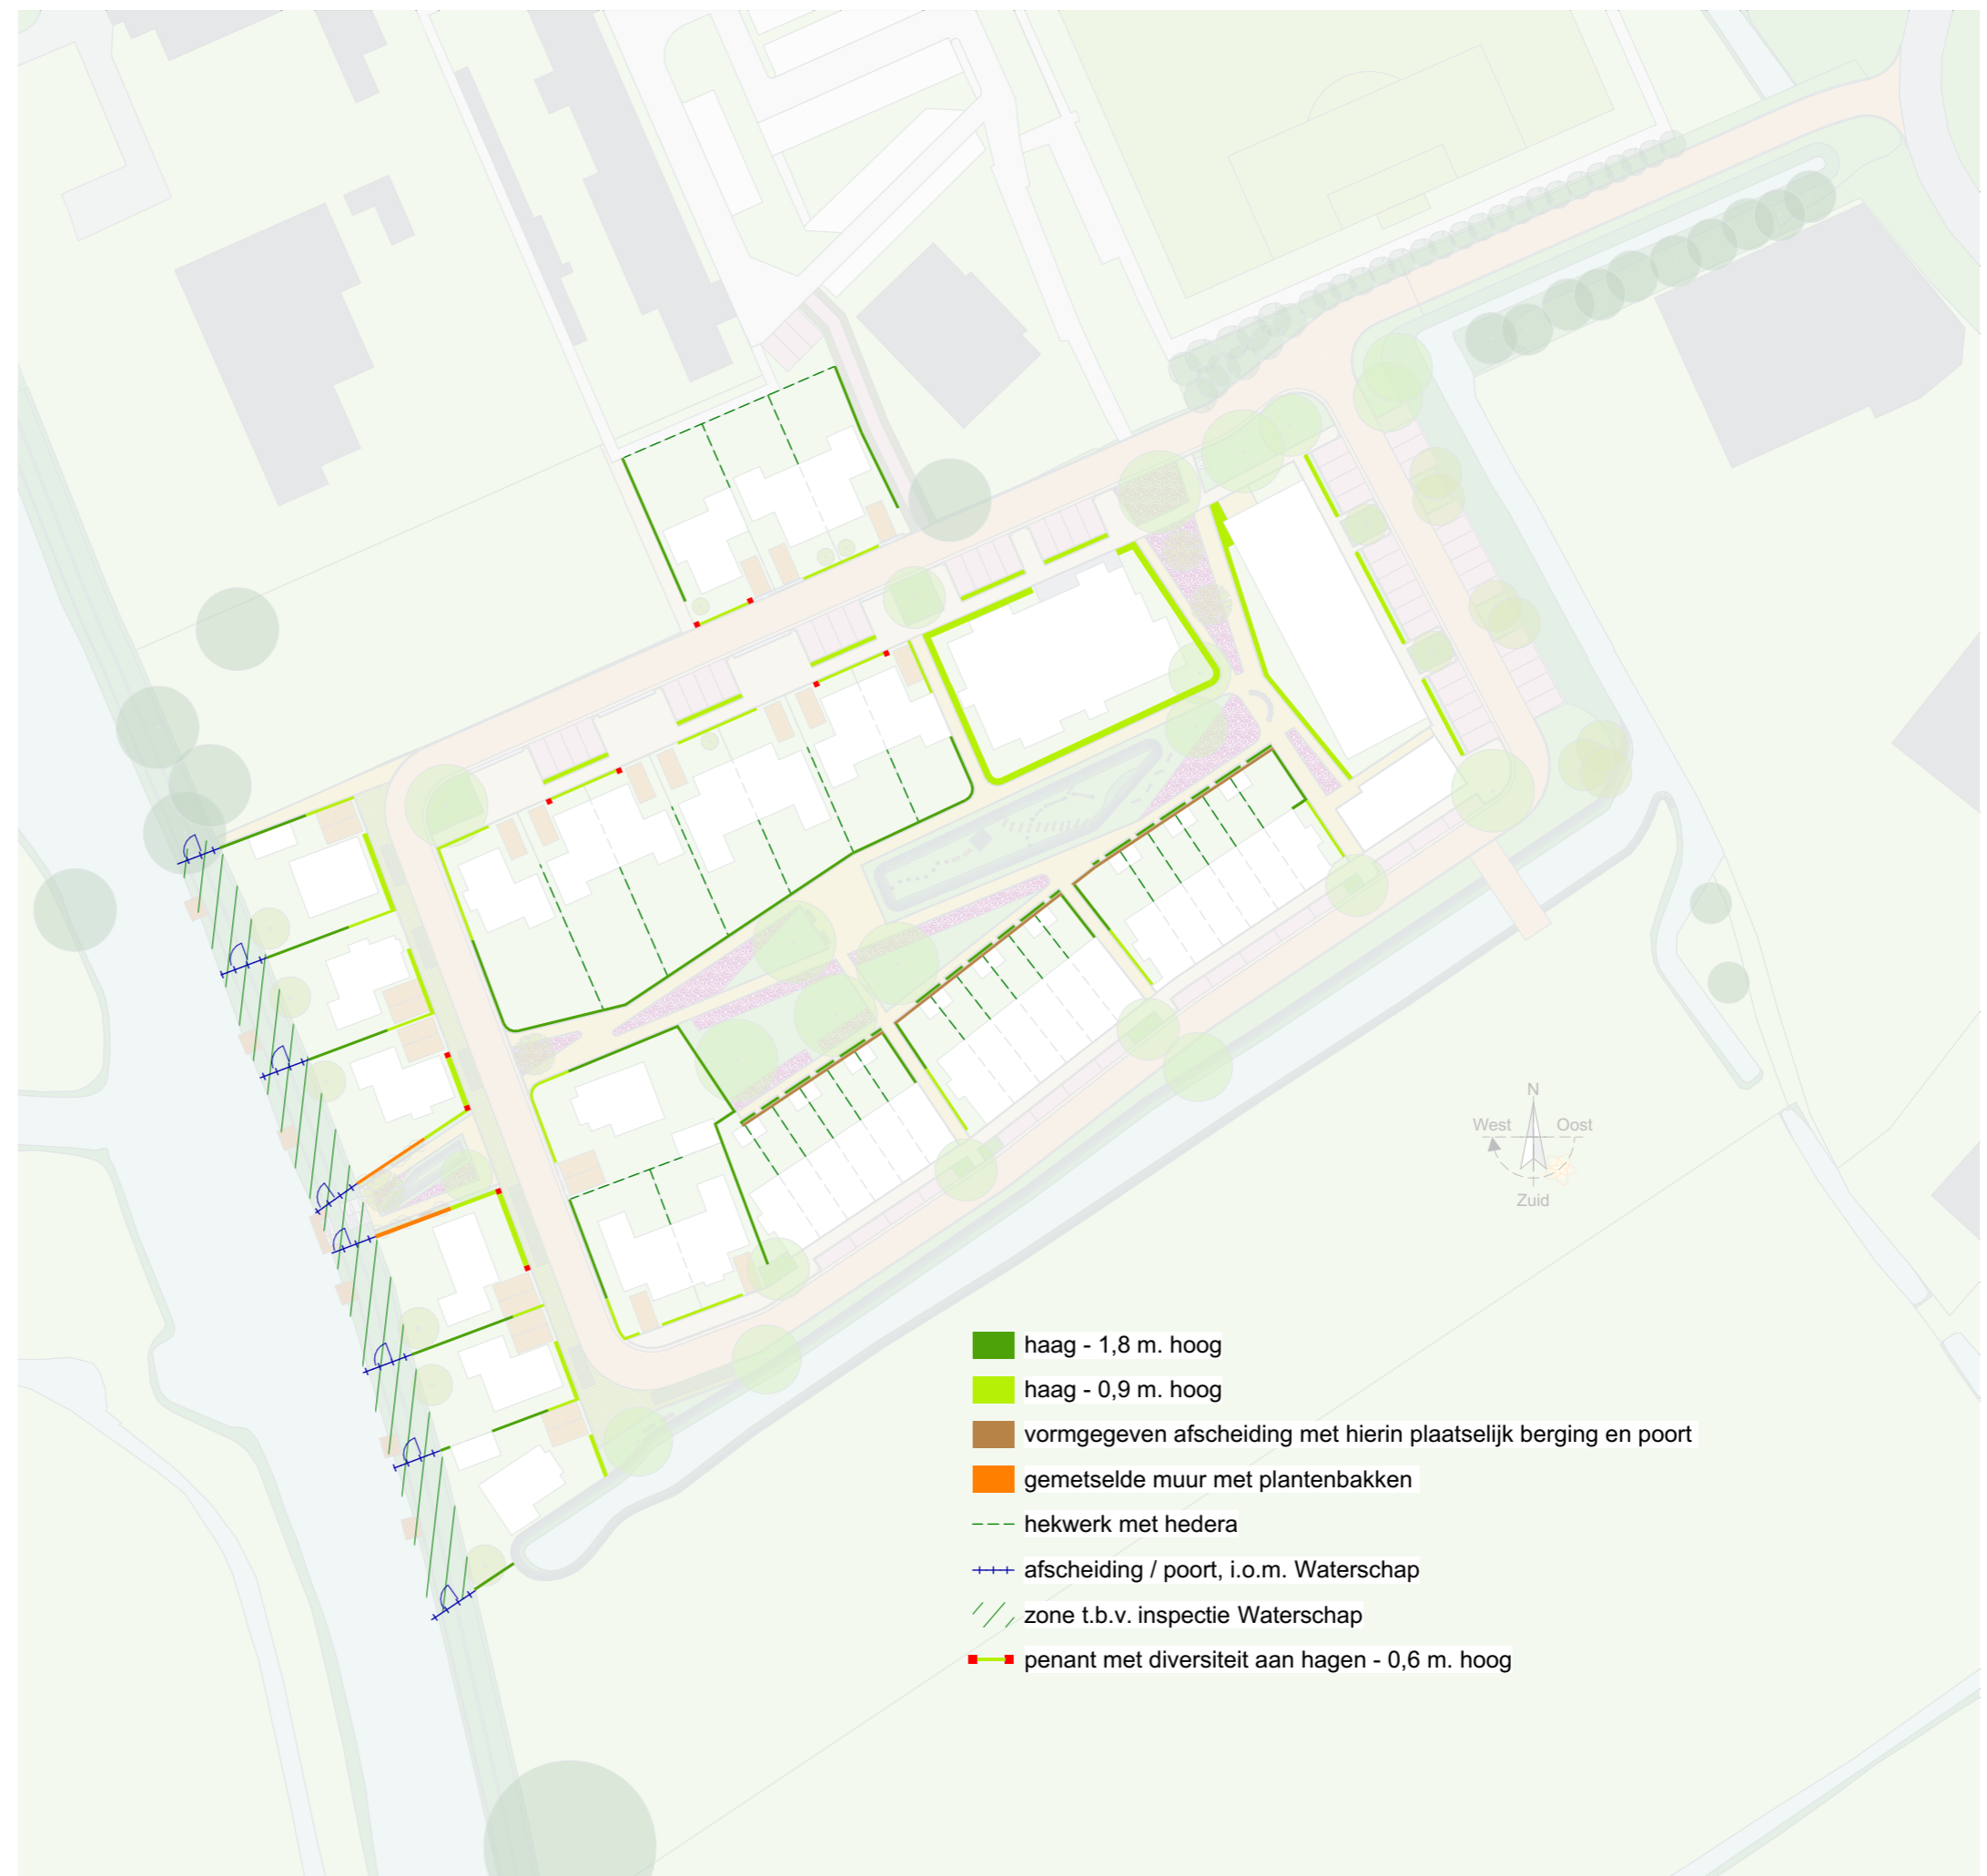 N
West
Oost
Zuid
haag - 1,8 m. hoog
haag - 0,9 m. hoog
vormgegeven afscheiding met hierin plaatselijk berging en poort
gemetselde muur met plantenbakken
hekwerk met hedera
afscheiding / poort, i.o.m. Waterschap
zone t.b.v. inspectie Waterschap
penant met diversiteit aan hagen - 0,6 m. hoog